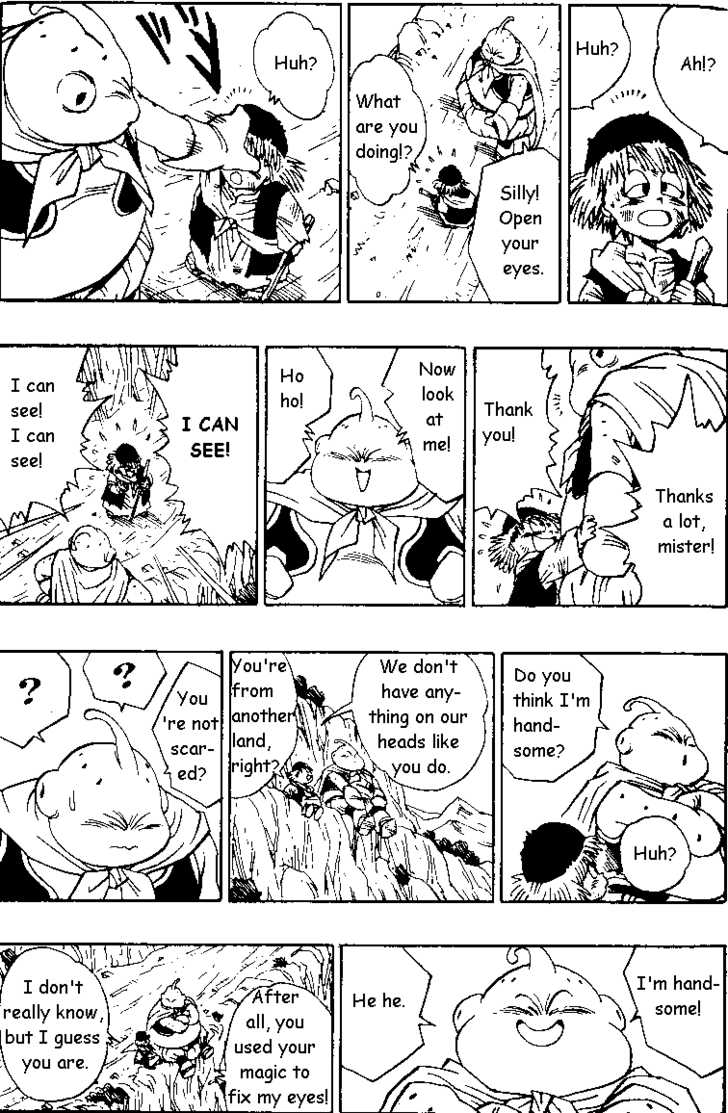 Huh?
What
are you
doing!?
Silly!
Open
your
eyes.
Huh?
Ah!?
I can
see!
I can
see!
I CAN
SEE!
Ho
ho!
Now
look
at
me!
Thank
you!
Thanks
a lot,
mister!
?
?
You
're not
scar-
ed?
You're
from
another
land,
right?
We don't
have any-
thing on our
heads like
you do.
Do you
think I'm
hand-
some?
Huh?
I don't
really know,
but I guess
you are.
After
all, you
used your
magic to
fix my eyes!
He he.
I'm hand-
some!